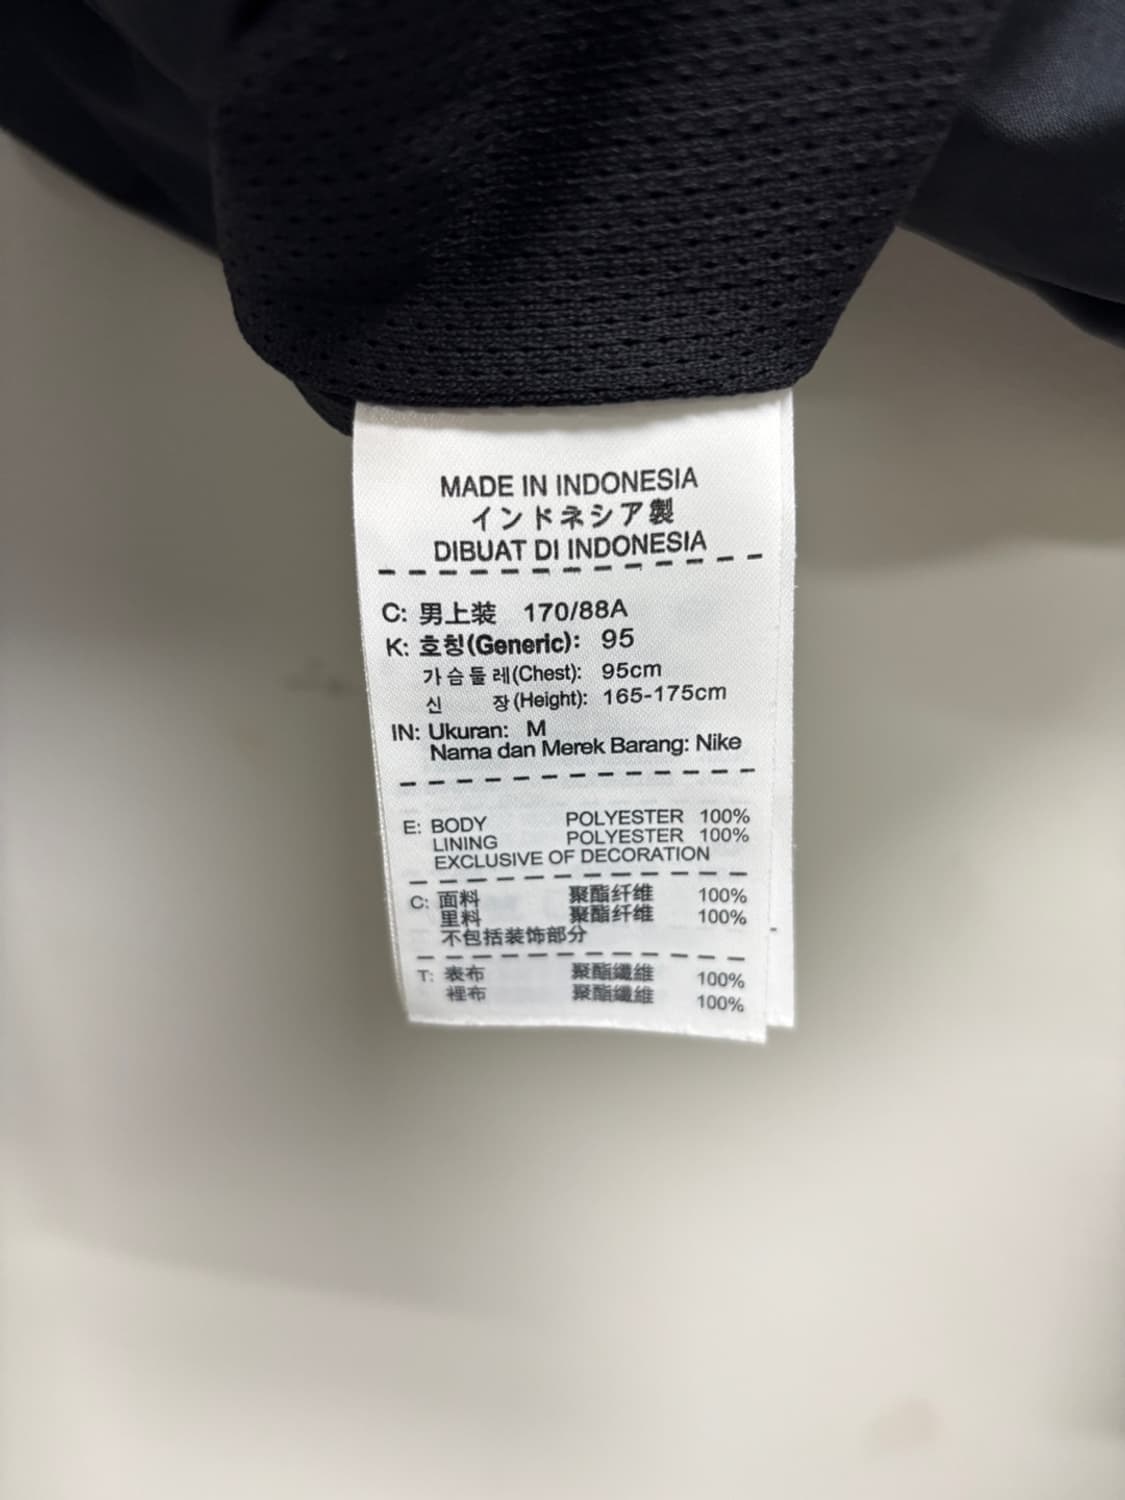 MADE IN INDONESIA
インドネシア製
DIBUAT DI INDONESIA
C: 男上装 170/88A
K: 호칭(Generic): 95
가슴둘레(Chest): 95cm
신 장(Height): 165-175cm
IN: Ukuran: M
Nama dan Merek Barang: Nike
E: BODY POLYESTER 100%
LINING POLYESTER 100%
EXCLUSIVE OF DECORATION
C: 面料 聚酯纤维 100%
里料 聚酯纤维 100%
不包括装饰部分
T: 表布 聚酯纖維 100%
裡布 聚酯纖維 100%